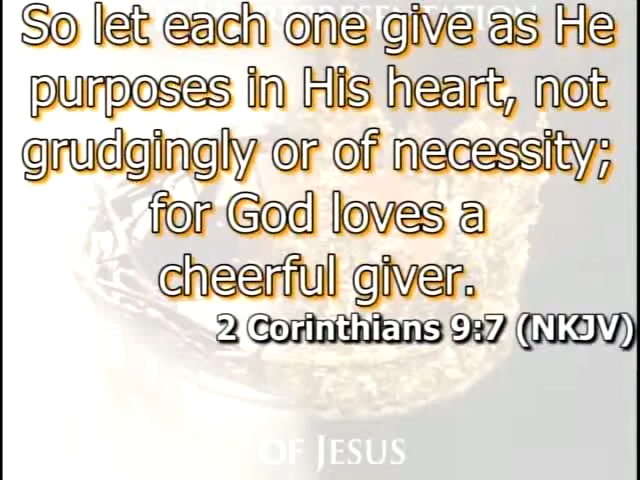 REPRESENTATION
So let each one give as He
purposes in His heart, not
grudgingly or of necessity;
for God loves a
cheerful giver.
2 Corinthians 9:7 (NKJV)
OF JESUS